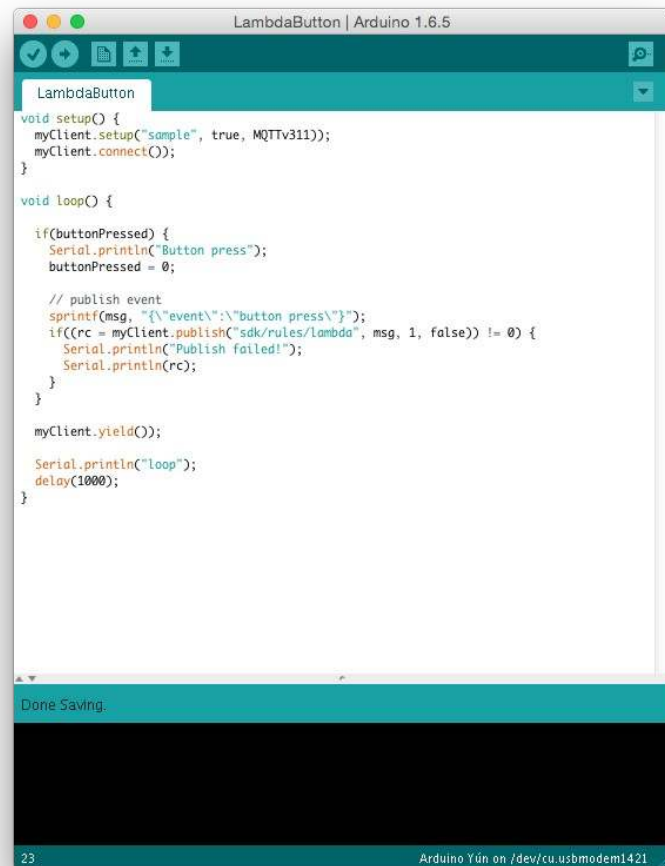 LambdaButton | Arduino 1.6.5
LambdaButton
void setup() {
  myClient.setup("sample", true, MQTTv311));
  myClient.connect());
}

void loop() {

  if(buttonPressed) {
    Serial.println("Button press");
    buttonPressed = 0;

    // publish event
    sprintf(msg, "{\"event\":\"button press\"}");
    if((rc = myClient.publish("sdk/rules/lambda", msg, 1, false)) != 0) {
      Serial.println("Publish failed!");
      Serial.println(rc);
    }
  }

  myClient.yield());

  Serial.println("loop");
  delay(1000);
}
Done Saving.
23 Arduino Yún on /dev/cu.usbmodem1421